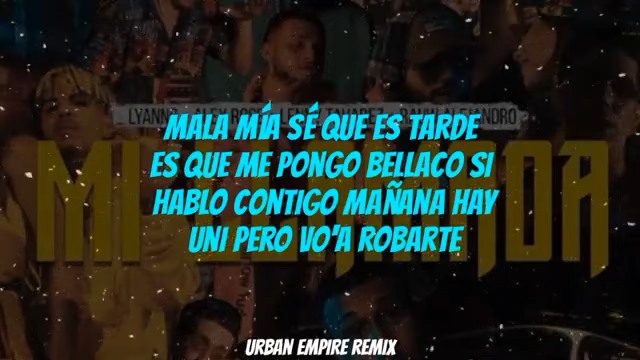 LYANNO ALEX ROSE LENNY TAVAREZ RAUW ALEJANDRO
MALA MÍA SÉ QUE ES TARDE
ES QUE ME PONGO BELLACO SI
HABLO CONTIGO MAÑANA HAY
UNI PERO VO'A ROBARTE
MI
URBAN EMPIRE REMIX